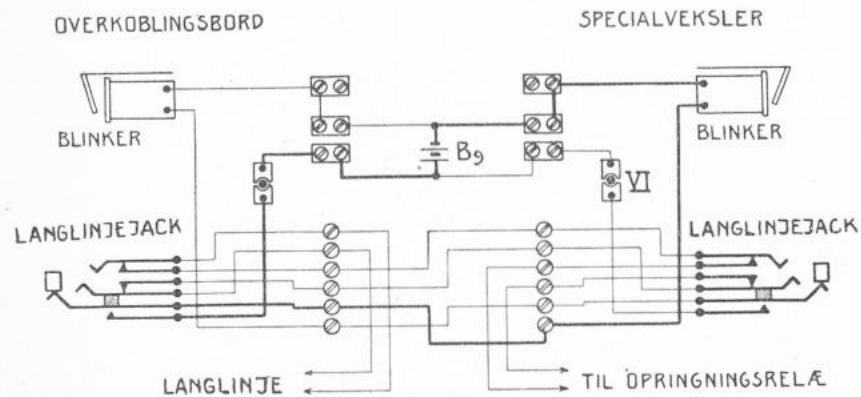 OVERKOBLINGSBORD
SPECIALVEKSLER
BLINKER
B9
VI
BLINKER
LANGLINJEJACK
LANGLINJEJACK
LANGLINJE
TIL OPRINGNINGSRELÆ